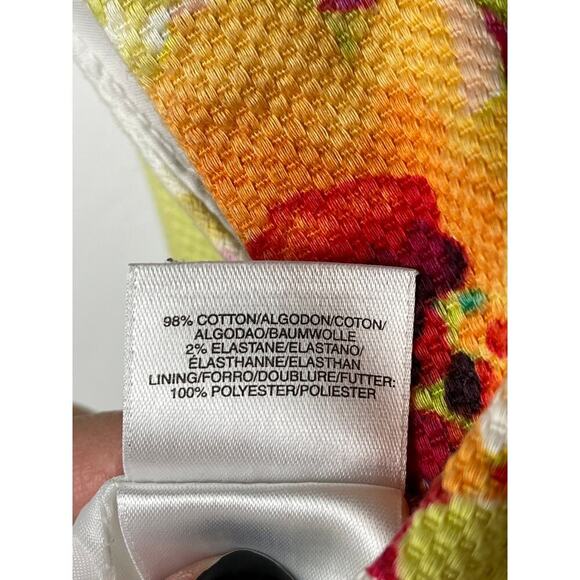 98% COTTON/ALGODON/COTON/
ALGODAO/BAUMWOLLE
2% ELASTANE/ELASTANO/
ÉLASTHANNE/ELASTHAN
LINING/FORRO/DOUBLURE/FUTTER:
100% POLYESTER/POLIESTER